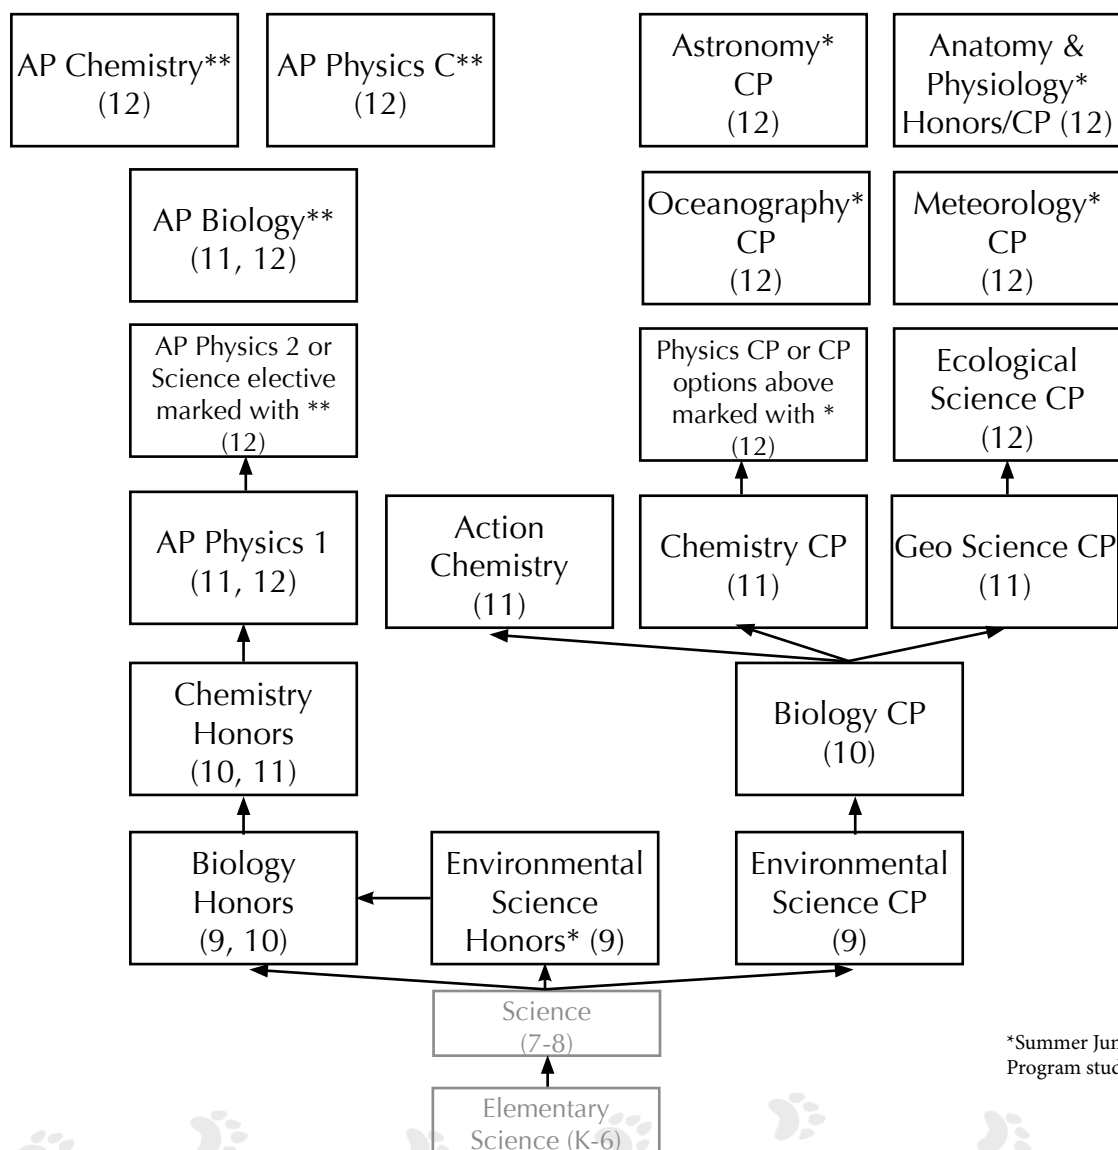 AP Chemistry**
(12)
AP Physics C**
(12)
Astronomy*
CP
(12)
Anatomy &
Physiology*
Honors/CP (12)
AP Biology**
(11, 12)
Oceanography*
CP
(12)
Meteorology*
CP
(12)
AP Physics 2 or
Science elective
marked with **
(12)
Physics CP or CP
options above
marked with *
(12)
Ecological
Science CP
(12)
AP Physics 1
(11, 12)
Action
Chemistry
(11)
Chemistry CP
(11)
Geo Science CP
(11)
Chemistry
Honors
(10, 11)
Biology CP
(10)
Biology
Honors
(9, 10)
Environmental
Science
Honors* (9)
Environmental
Science CP
(9)
Science
(7-8)
*Summer Jun
Program stud
Elementary
Science (K-6)